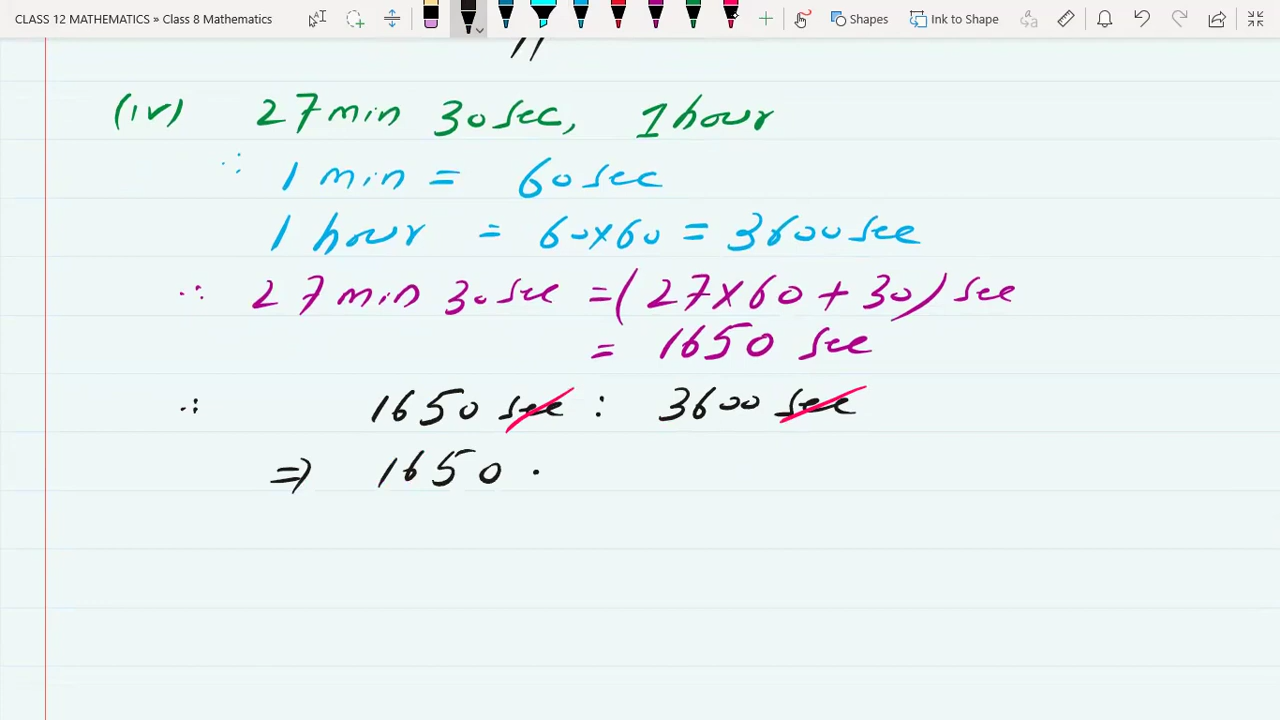 CLASS 12 MATHEMATICS » Class 8 Mathematics Shapes Ink to Shape
(iv) 27 min 30 sec, 1 hour
∵ 1 min = 60 sec
1 hour = 60×60 = 3600 sec
∴ 27 min 30 sec = (27×60 + 30) sec
= 1650 sec
∴ 1650 sec : 3600 sec
⇒ 1650 .